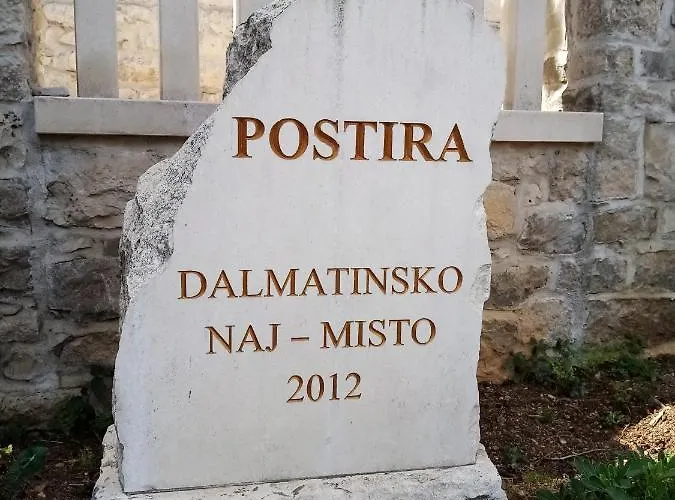 POSTIRA
DALMATINSKO
NAJ – MISTO
2012